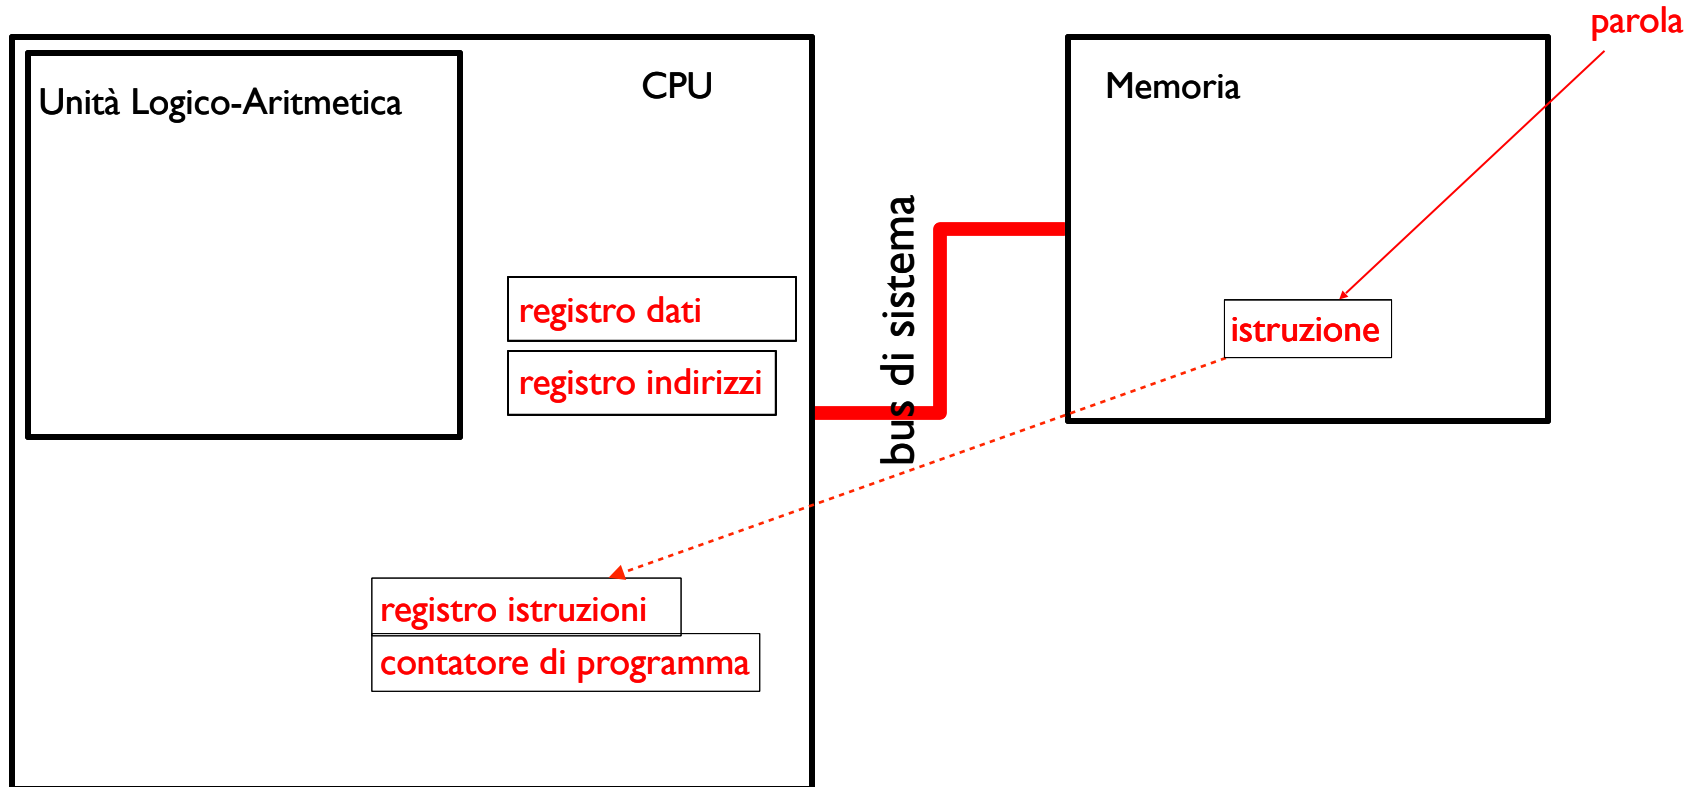 parola
CPU
Memoria
Unità Logico-Aritmetica
bus di sistema
registro dati
istruzione
registro indirizzi
registro istruzioni
contatore di programma